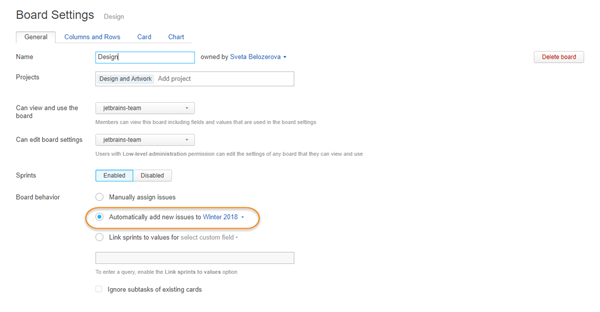 Board Settings Design
General Columns and Rows Card Chart
Name Design owned by Sveta Belozerova Delete board
Projects Design and Artwork Add project
Can view and use the board jetbrains-team
Members can view this board including fields and values that are used in the board settings
Can edit board settings jetbrains-team
Users with Low-level administration permission can edit the settings of any board that they can view and use
Sprints Enabled Disabled
Board behavior Manually assign issues
Automatically add new issues to Winter 2018
Link sprints to values for select custom field
To enter a query, enable the Link sprints to values option
Ignore subtasks of existing cards